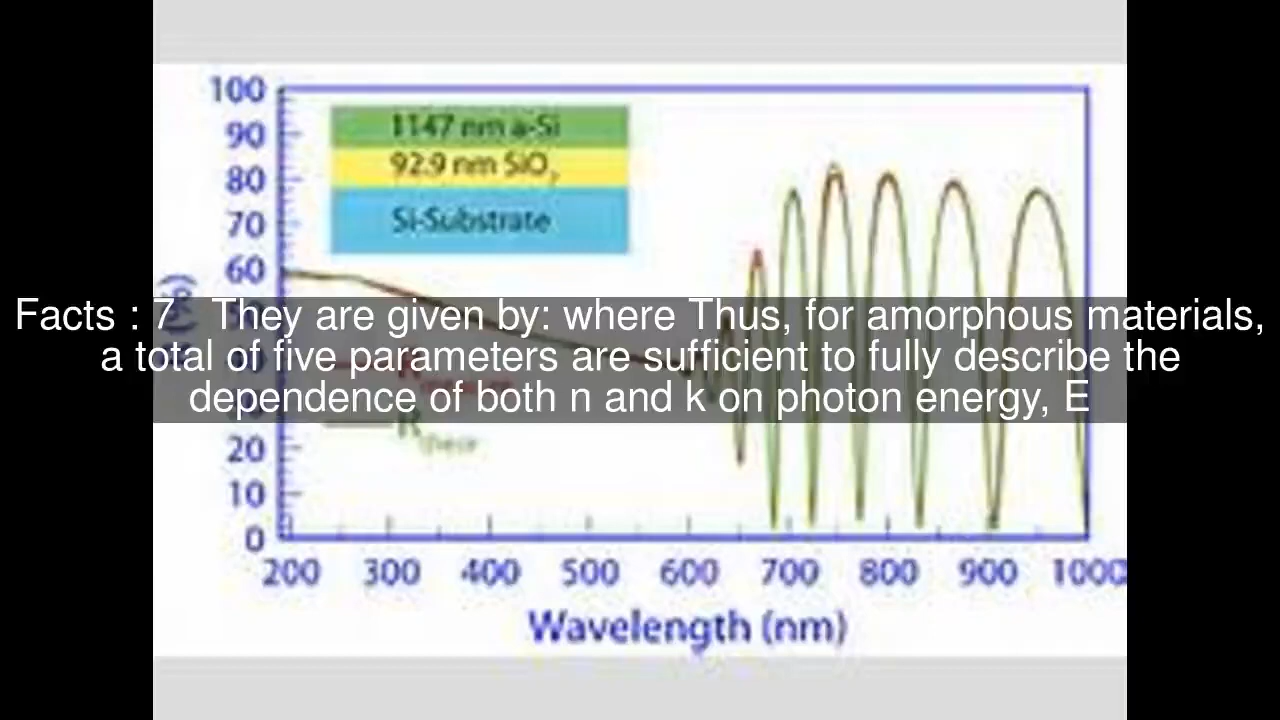 100
90
80
70
60
20
10
0
1147 nm a-Si
92.9 nm SiO2
Si-Substrate
(%)
Facts : 7 They are given by: where Thus, for amorphous materials,
a total of five parameters are sufficient to fully describe the
dependence of both n and k on photon energy, E
Rtheor
200 300 400 500 600 700 800 900 1000
Wavelength (nm)